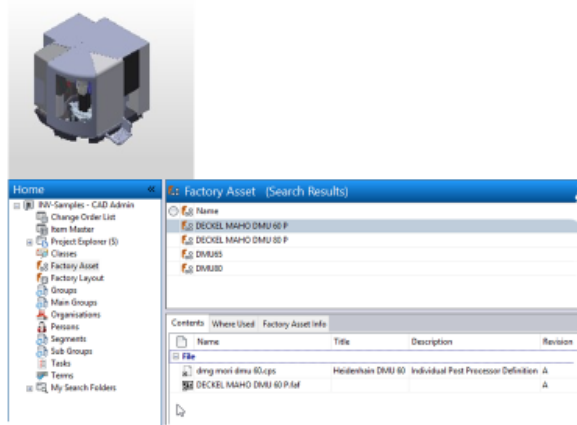 Home «
INV-Samples - CAD Admin
Change Order List
Item Master
Project Explorer (S)
Classes
Factory Asset
Factory Layout
Groups
Main Groups
Organisations
Persons
Segments
Sub Groups
Tasks
Terms
My Search Folders
Factory Asset (Search Results)
Name
DECKEL MAHO DMU 60 P
DECKEL MAHO DMU 80 P
DMU65
DMU80
Contents Where Used Factory Asset Info
Name Title Description Revision
File
dmg mori dmu 60.cps Heidenhain DMU 60 Individual Post Processor Definition A
DECKEL MAHO DMU 60 P.faf A